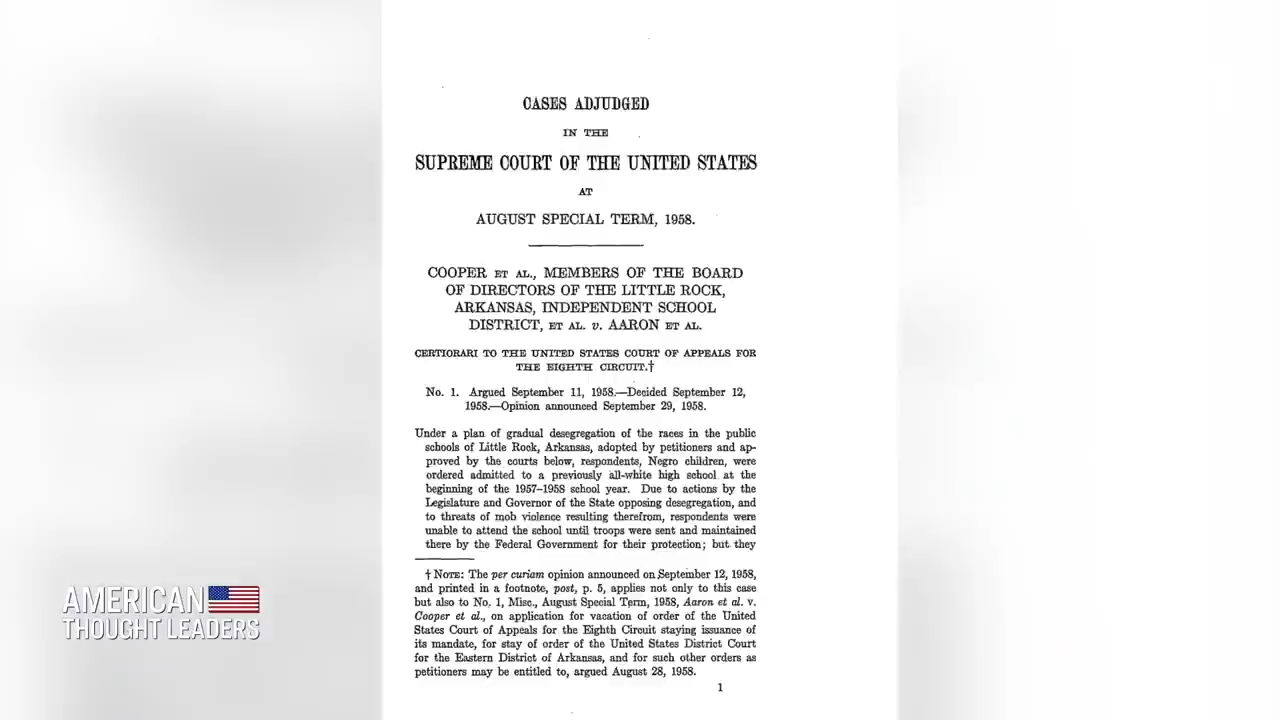 CASES ADJUDGED
IN THE
SUPREME COURT OF THE UNITED STATES
AT
AUGUST SPECIAL TERM, 1958.
COOPER ET AL., MEMBERS OF THE BOARD
OF DIRECTORS OF THE LITTLE ROCK,
ARKANSAS, INDEPENDENT SCHOOL
DISTRICT, ET AL. v. AARON ET AL.
CERTIORARI TO THE UNITED STATES COURT OF APPEALS FOR
THE EIGHTH CIRCUIT.†
No. 1. Argued September 11, 1958.—Decided September 12,
1958.—Opinion announced September 29, 1958.
Under a plan of gradual desegregation of the races in the public
schools of Little Rock, Arkansas, adopted by petitioners and ap-
proved by the courts below, respondents, Negro children, were
ordered admitted to a previously all-white high school at the
beginning of the 1957–1958 school year. Due to actions by the
Legislature and Governor of the State opposing desegregation, and
to threats of mob violence resulting therefrom, respondents were
unable to attend the school until troops were sent and maintained
there by the Federal Government for their protection; but they
† NOTE: The per curiam opinion announced on September 12, 1958,
and printed in a footnote, post, p. 5, applies not only to this case
but also to No. 1, Misc., August Special Term, 1958, Aaron et al. v.
Cooper et al., on application for vacation of order of the United
States Court of Appeals for the Eighth Circuit staying issuance of
its mandate, for stay of order of the United States District Court
for the Eastern District of Arkansas, and for such other orders as
petitioners may be entitled to, argued August 28, 1958.
1
AMERICAN
THOUGHT LEADERS